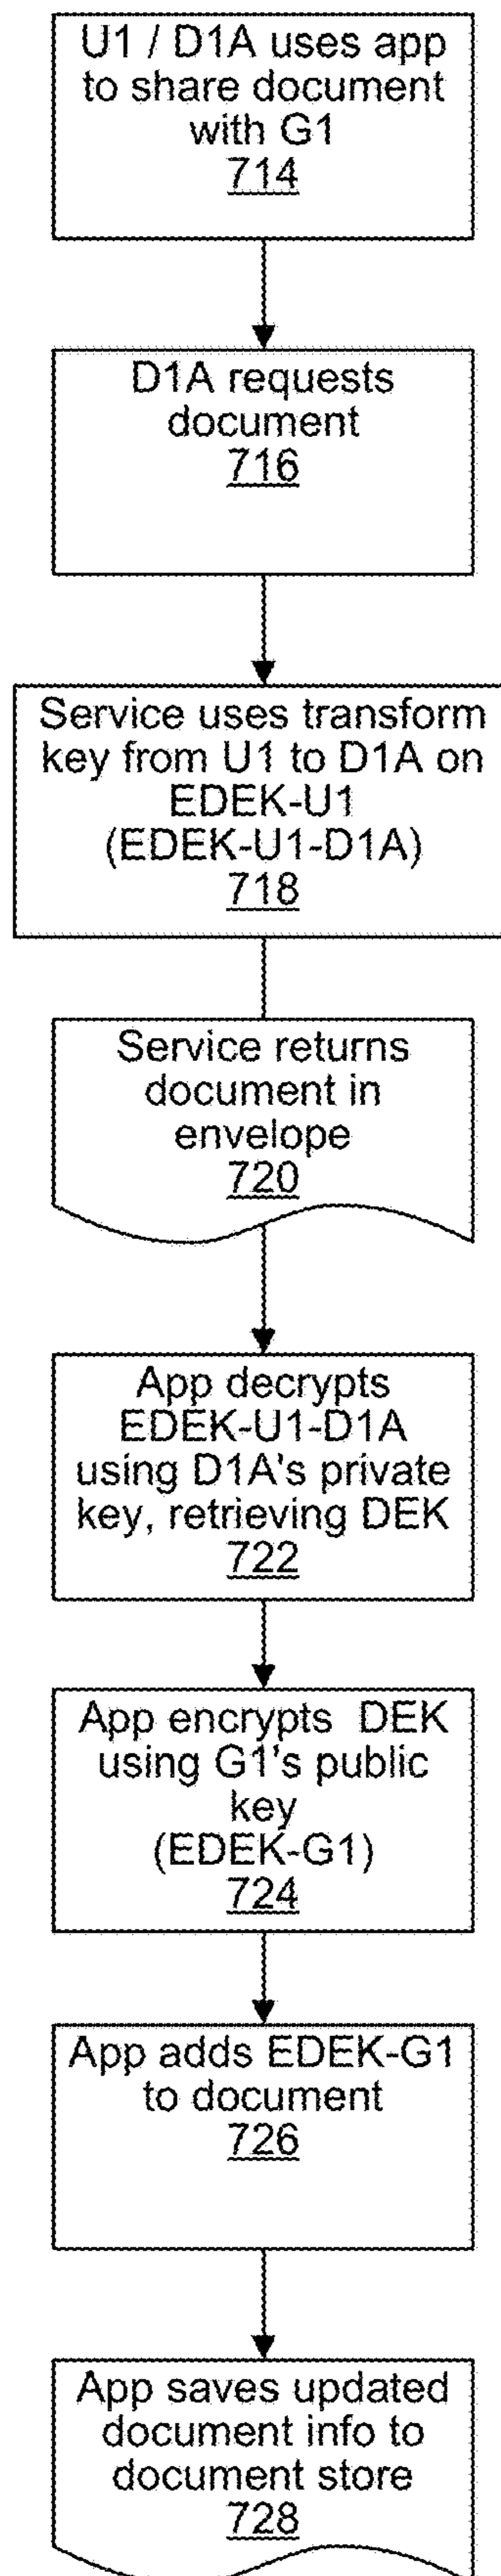 U1 / D1A uses app
to share document
with G1
714
D1A requests
document
716
Service uses transform
key from U1 to D1A on
EDEK-U1
(EDEK-U1-D1A)
718
Service returns
document in
envelope
720
App decrypts
EDEK-U1-D1A
using D1A's private
key, retrieving DEK
722
App encrypts DEK
using G1's public
key
(EDEK-G1)
724
App adds EDEK-G1
to document
726
App saves updated
document info to
document store
728